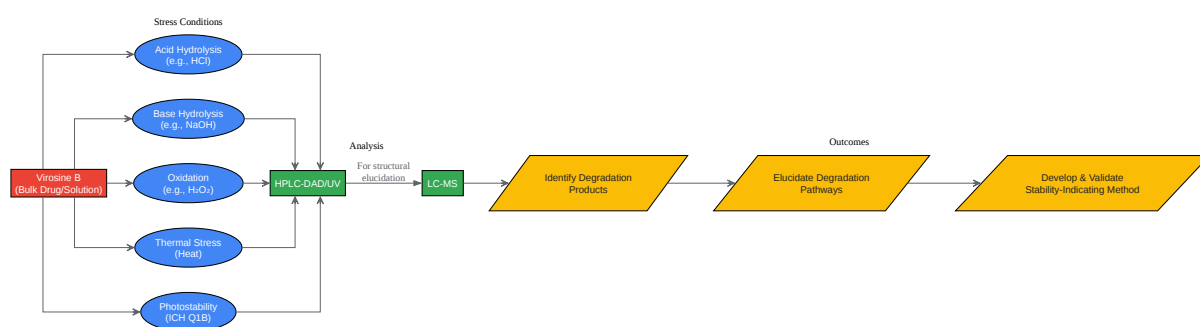 Stress Conditions
Acid Hydrolysis
(e.g., HCl)
Base Hydrolysis
(e.g., NaOH)
Analysis
Outcomes
For structural
elucidation
Virosine B
(Bulk Drug/Solution)
Oxidation
(e.g., H₂O₂)
HPLC-DAD/UV
LC-MS
Identify Degradation
Products
Elucidate Degradation
Pathways
Develop & Validate
Stability-Indicating Method
Thermal Stress
(Heat)
Photostability
(ICH Q1B)